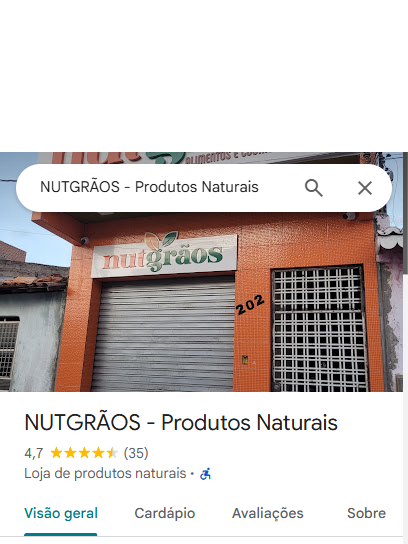 ALIMENTOS E
NUTGRÃOS - Produtos Naturais
nutgrãos
202
NUTGRÃOS - Produtos Naturais
4,7 (35)
Loja de produtos naturais ·
Visão geral Cardápio Avaliações Sobre